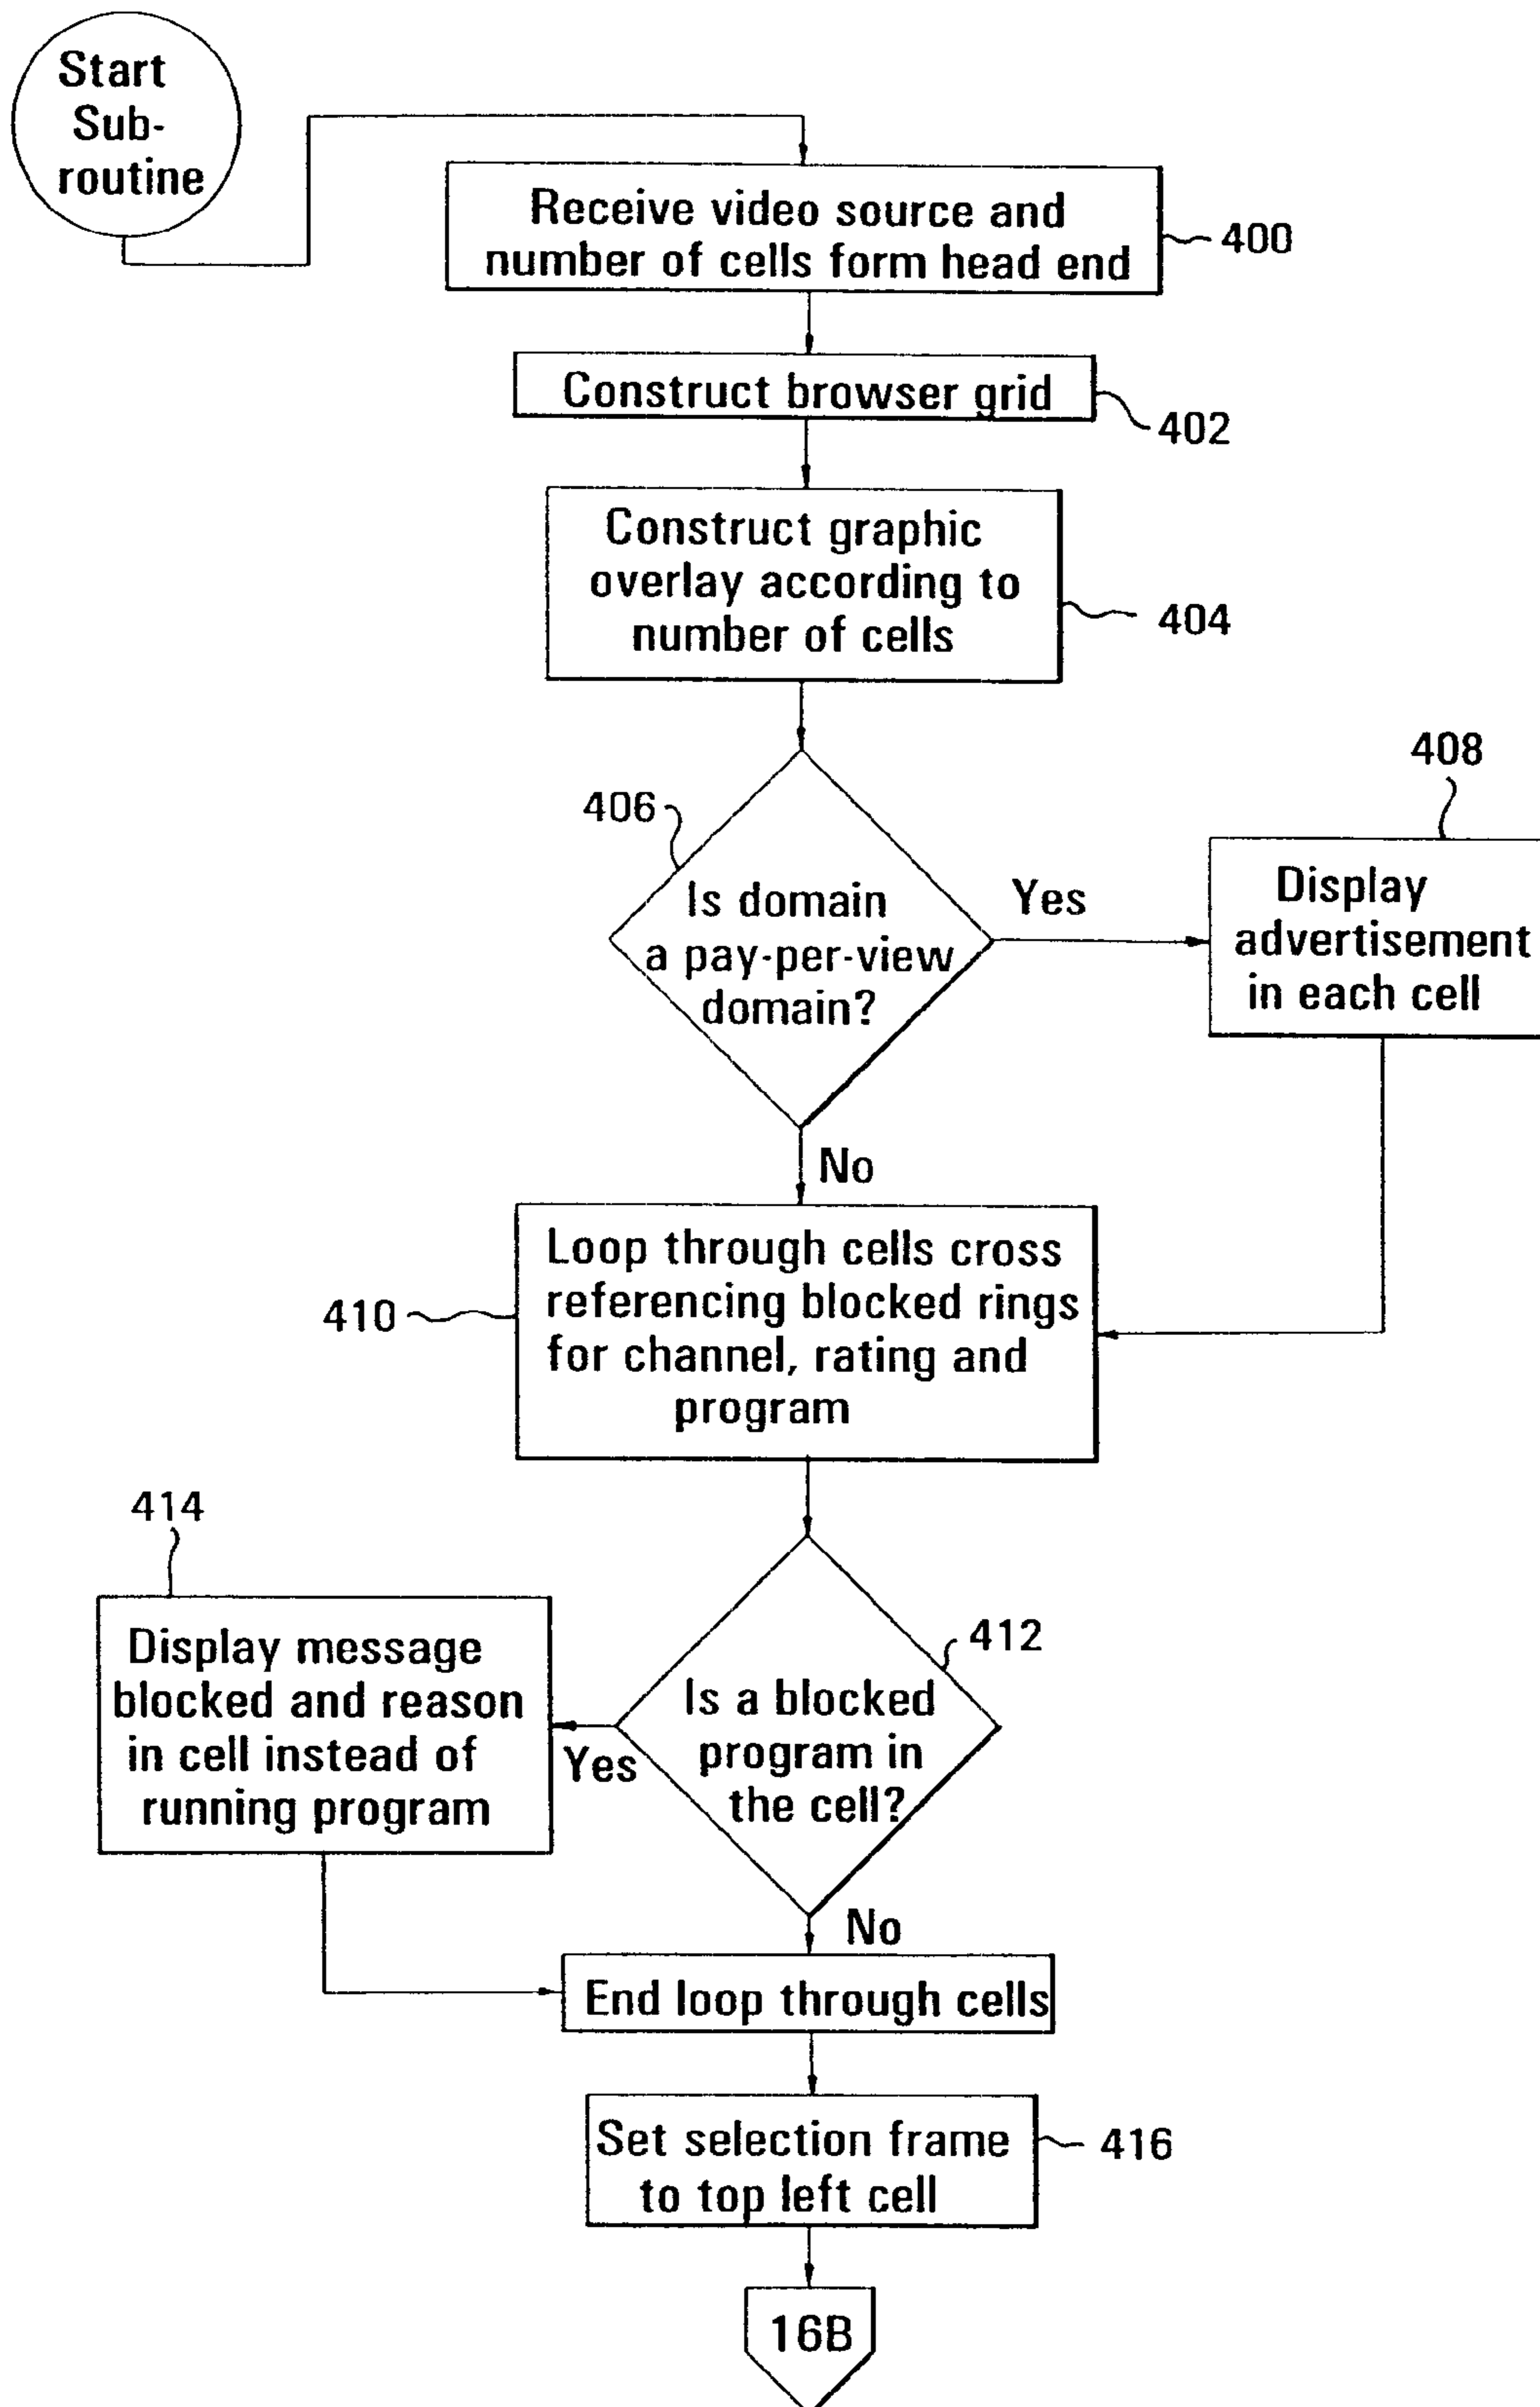 Start
Sub-
routine
Receive video source and
number of cells form head end
400
Construct browser grid
402
Construct graphic
overlay according to
number of cells
404
408
406
Is domain
a pay-per-view
domain?
Yes
Display
advertisement
in each cell
No
Loop through cells cross
referencing blocked rings
for channel, rating and
program
410
414
412
Display message
blocked and reason
in cell instead of
running program
Yes
Is a blocked
program in
the cell?
No
End loop through cells
Set selection frame
to top left cell
416
16B